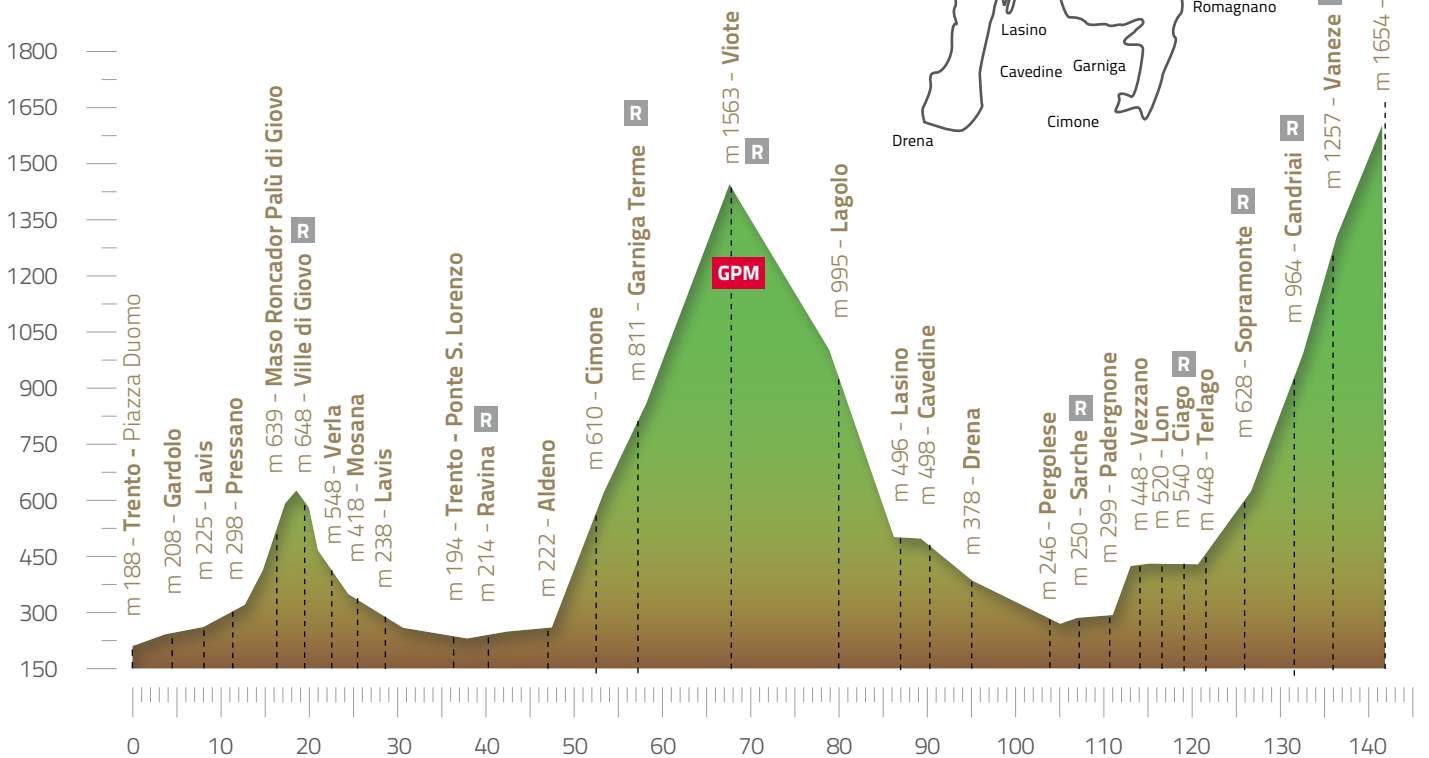 Romagnano
Lasino
Cavedine
Garniga
Cimone
Drena
1800
1650
1500
1350
1200
1050
900
750
600
450
300
150
m 188 - Trento - Piazza Duomo
m 208 - Gardolo
m 225 - Lavis
m 298 - Pressano
m 639 - Maso Roncador Palù di Giovo
m 648 - Ville di Giovo R
m 548 - Verla
m 418 - Mosana
m 238 - Lavis
m 194 - Trento - Ponte S. Lorenzo
m 214 - Ravina R
m 222 - Aldeno
m 610 - Cimone
m 811 - Garniga Terme R
m 1563 - Viote
R
GPM
m 995 - Lagolo
m 496 - Lasino
m 498 - Cavedine
m 378 - Drena
m 246 - Pergolese
m 250 - Sarche R
m 299 - Padergnone
m 448 - Vezzano
m 520 - Lon
m 540 - Ciago R
m 448 - Terlago
m 628 - Sopramonte R
m 964 - Candriai R
m 1257 - Vaneze
m 1654 -
0 10 20 30 40 50 60 70 80 90 100 110 120 130 140